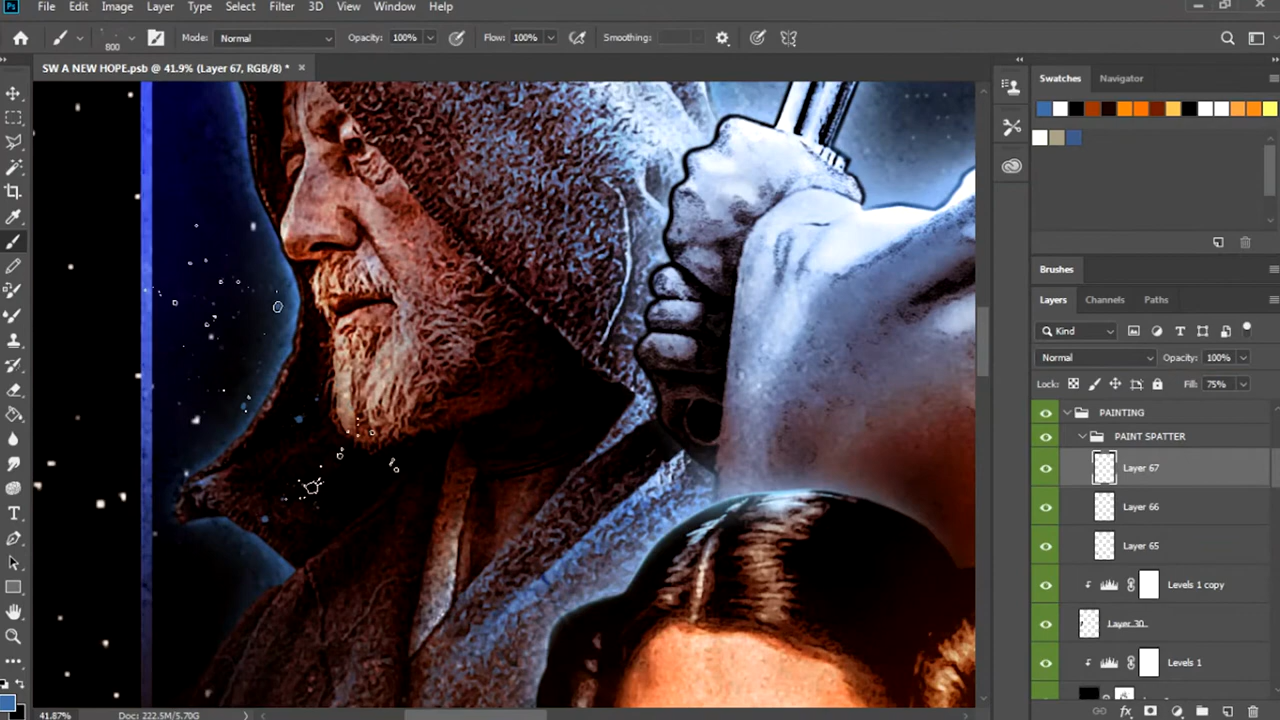 Ps File Edit Image Layer Type Select Filter 3D View Window Help
800 Mode: Normal Opacity: 100% Flow: 100% Smoothing:
SW A NEW HOPE.psb @ 41.9% (Layer 67, RGB/8) * ×
Swatches Navigator
Brushes
Layers Channels Paths
Kind
Normal Opacity: 100%
Lock: Fill: 75%
PAINTING
PAINT SPATTER
Layer 67
Layer 66
Layer 65
Levels 1 copy
Layer 30
Levels 1
41.87% Doc: 222.5M/5.70G